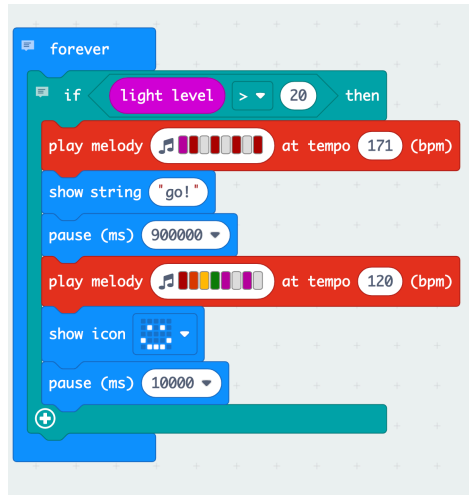 forever
if light level > 20 then
play melody at tempo 171 (bpm)
show string "go!"
pause (ms) 900000
play melody at tempo 120 (bpm)
show icon
pause (ms) 10000